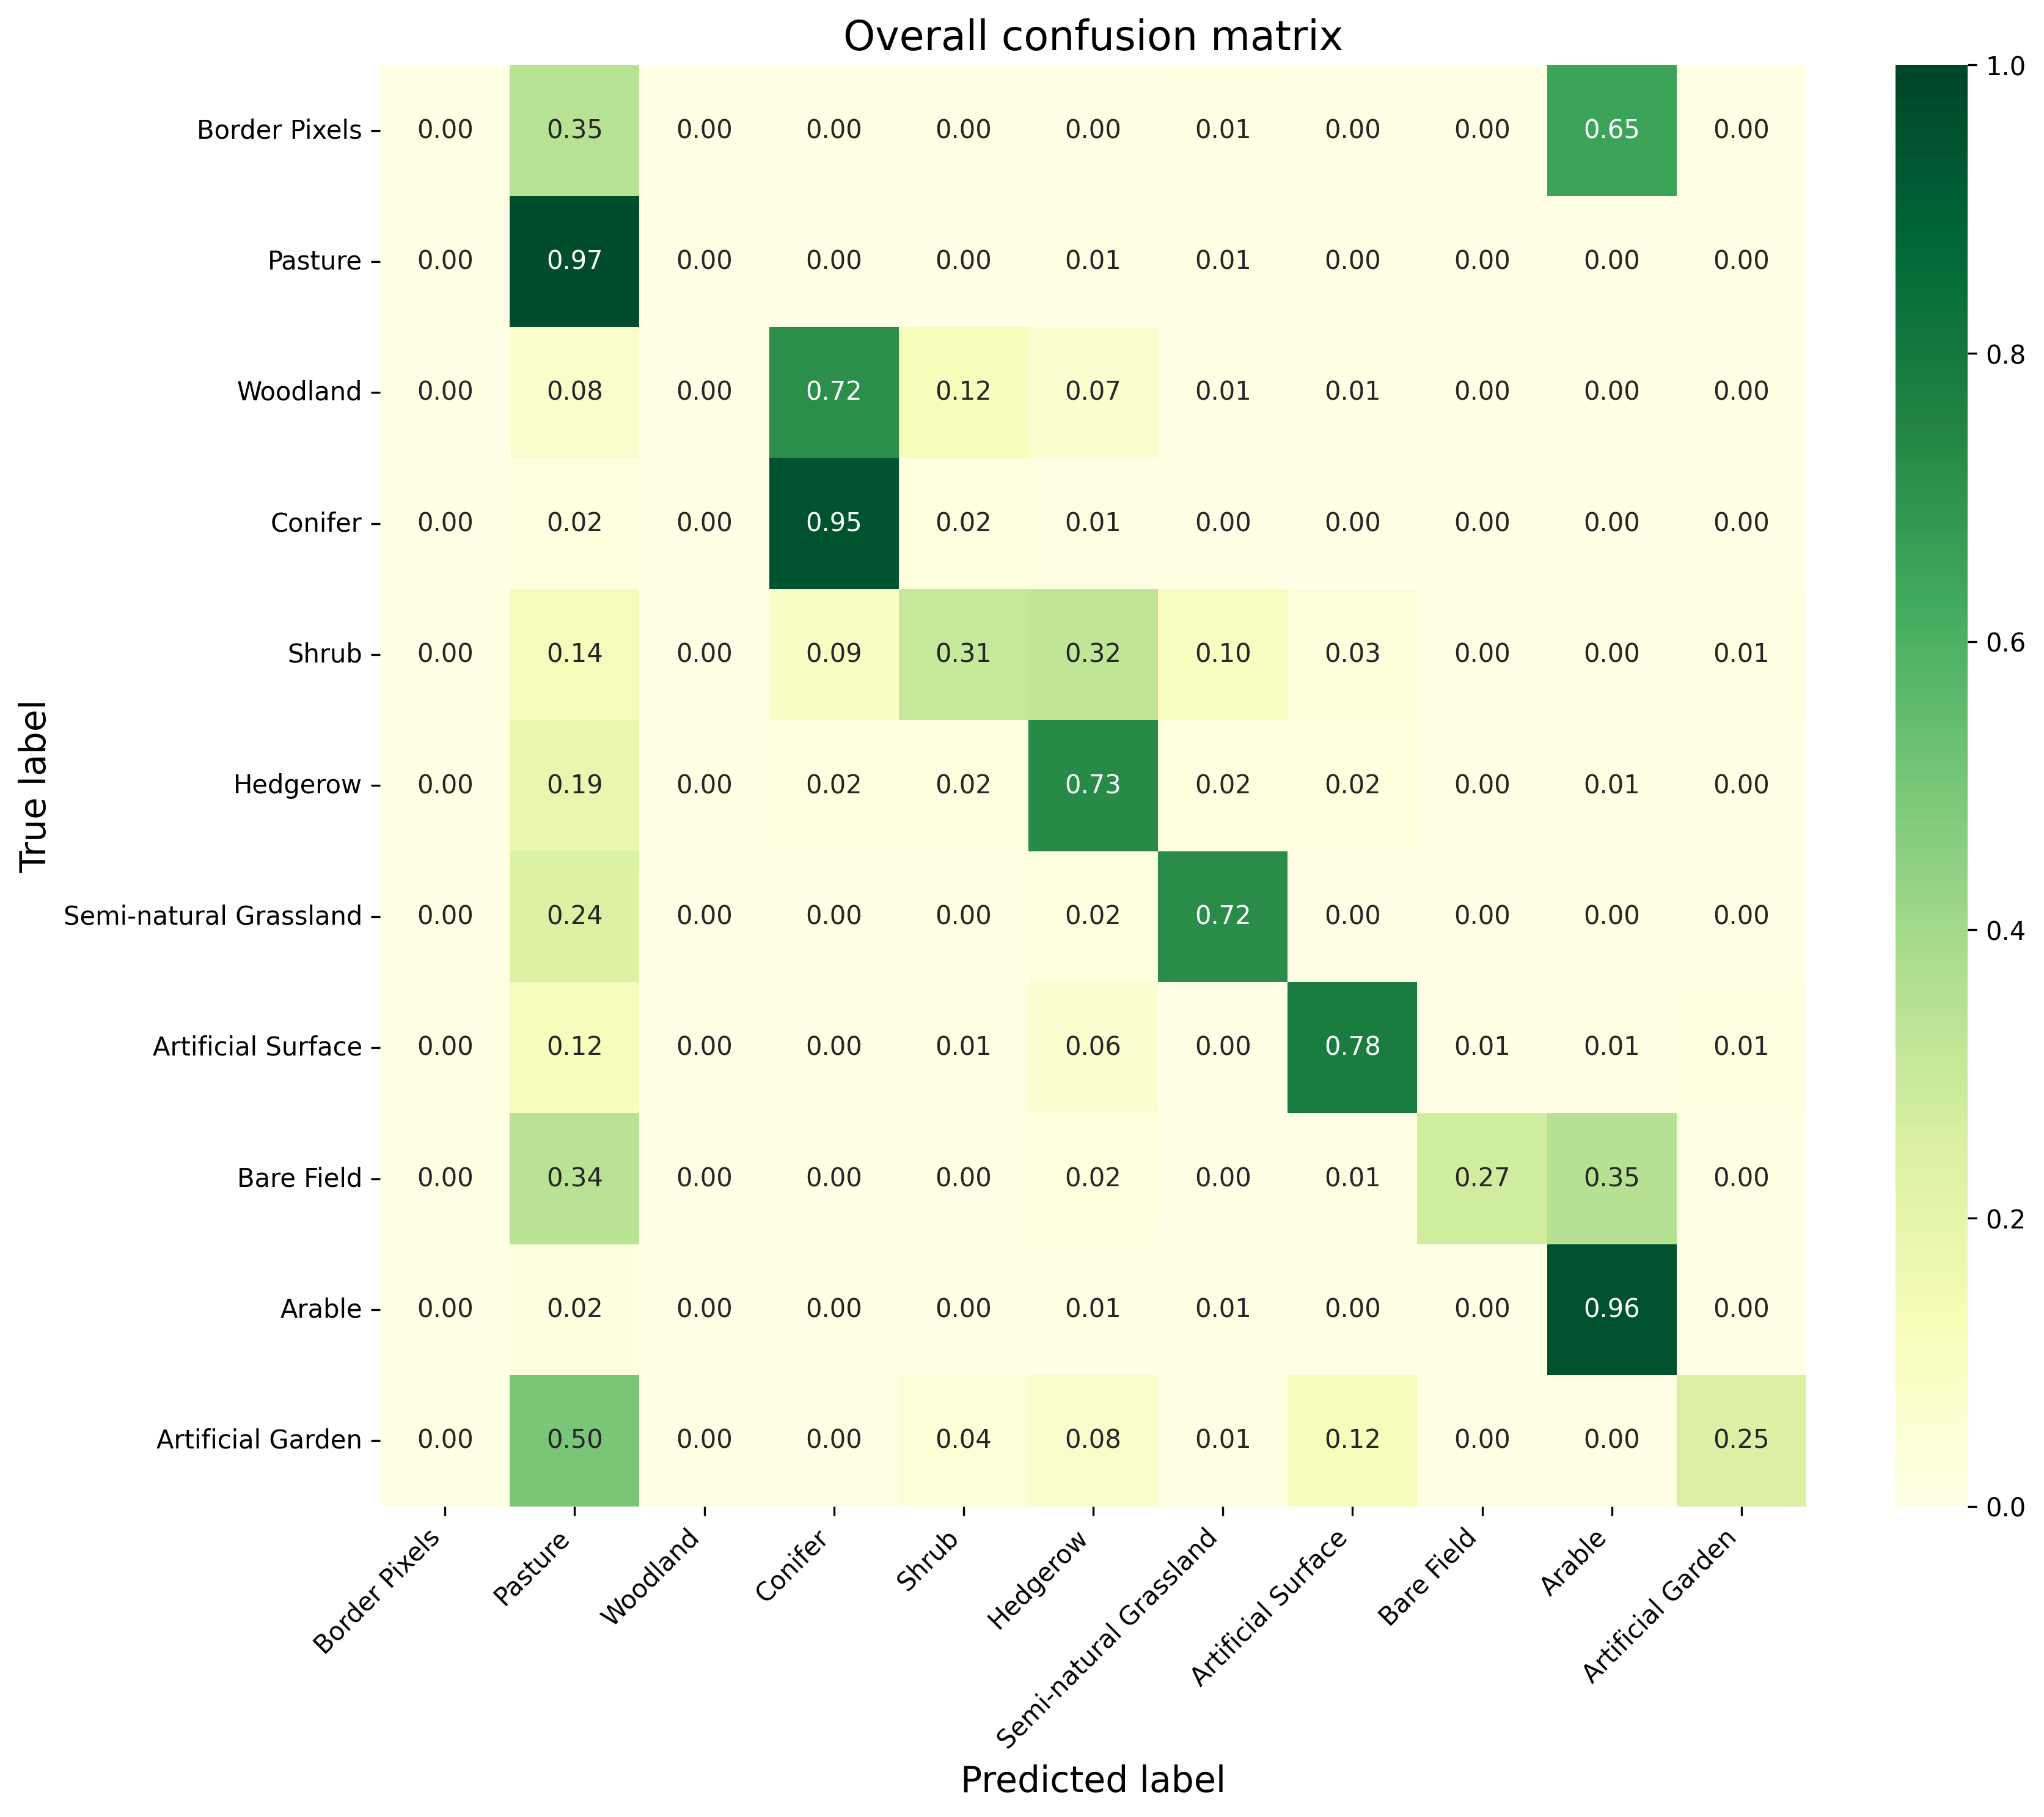 Overall confusion matrix
True label
Border Pixels 0.00 0.35 0.00 0.00 0.00 0.00 0.01 0.00 0.00 0.65 0.00
Pasture 0.00 0.97 0.00 0.00 0.00 0.01 0.01 0.00 0.00 0.00 0.00
Woodland 0.00 0.08 0.00 0.72 0.12 0.07 0.01 0.01 0.00 0.00 0.00
Conifer 0.00 0.02 0.00 0.95 0.02 0.01 0.00 0.00 0.00 0.00 0.00
Shrub 0.00 0.14 0.00 0.09 0.31 0.32 0.10 0.03 0.00 0.00 0.01
Hedgerow 0.00 0.19 0.00 0.02 0.02 0.73 0.02 0.02 0.00 0.01 0.00
Semi-natural Grassland 0.00 0.24 0.00 0.00 0.00 0.02 0.72 0.00 0.00 0.00 0.00
Artificial Surface 0.00 0.12 0.00 0.00 0.01 0.06 0.00 0.78 0.01 0.01 0.01
Bare Field 0.00 0.34 0.00 0.00 0.00 0.02 0.00 0.01 0.27 0.35 0.00
Arable 0.00 0.02 0.00 0.00 0.00 0.01 0.01 0.00 0.00 0.96 0.00
Artificial Garden 0.00 0.50 0.00 0.00 0.04 0.08 0.01 0.12 0.00 0.00 0.25
Border Pixels
Pasture
Woodland
Conifer
Shrub
Hedgerow
Semi-natural Grassland
Artificial Surface
Bare Field
Arable
Artificial Garden
Predicted label
1.0
0.8
0.6
0.4
0.2
0.0